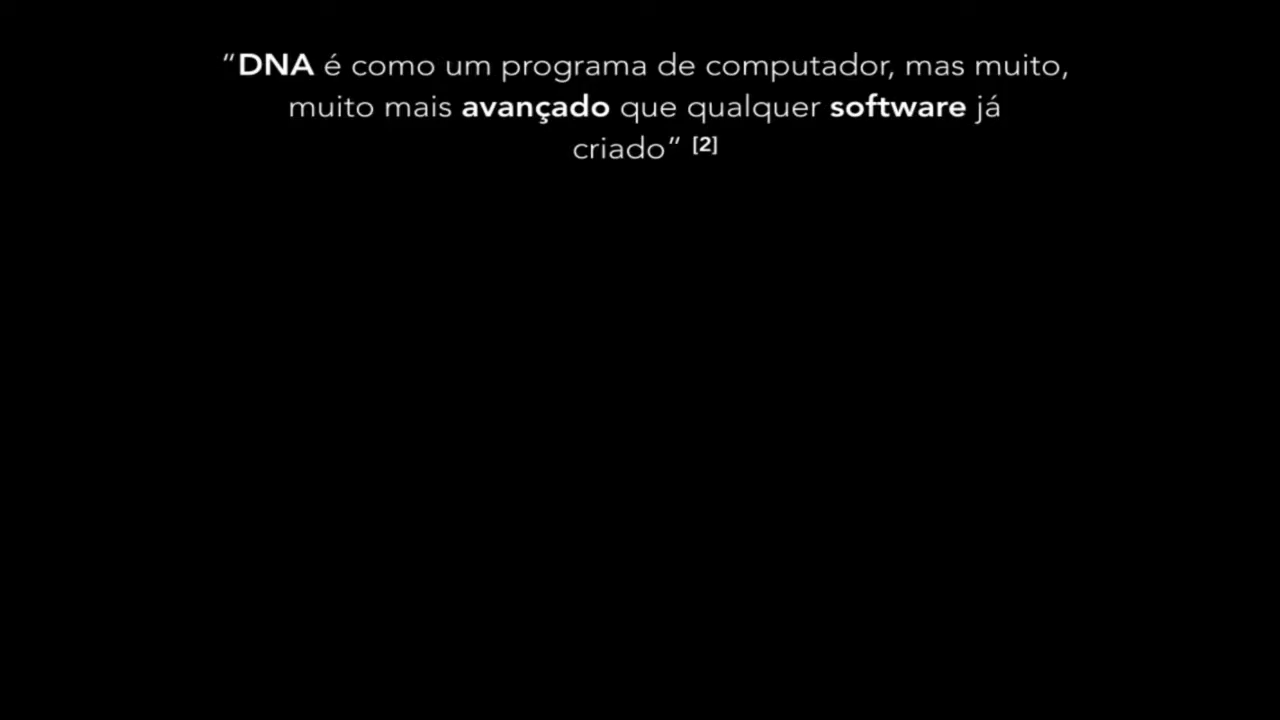 “DNA é como um programa de computador, mas muito,
muito mais avançado que qualquer software já
criado” [2]